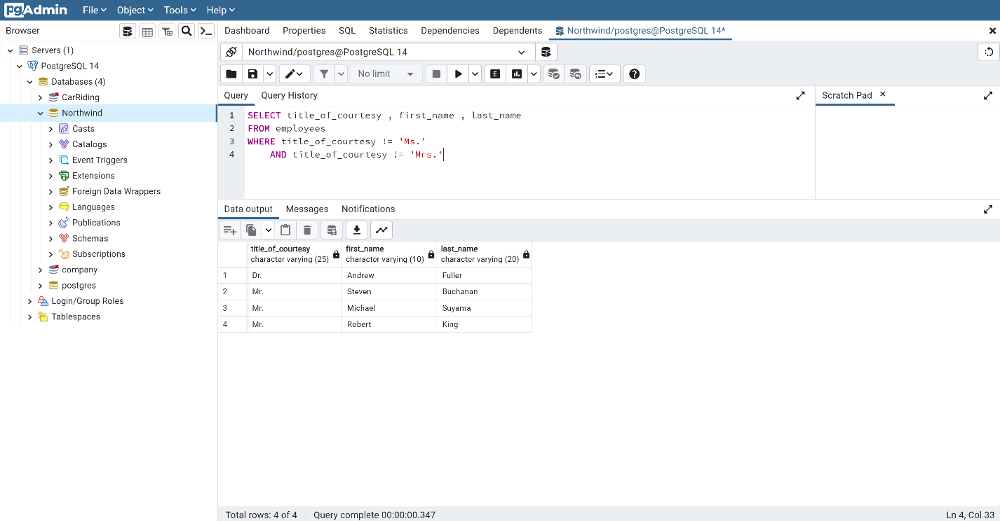 pgAdmin File Object Tools Help
Browser
Dashboard Properties SQL Statistics Dependencies Dependents Northwind/postgres@PostgreSQL 14*
Servers (1)
PostgreSQL 14
Databases (4)
CarRiding
Northwind
Casts
Catalogs
Event Triggers
Extensions
Foreign Data Wrappers
Languages
Publications
Schemas
Subscriptions
company
postgres
Login/Group Roles
Tablespaces
Northwind/postgres@PostgreSQL 14
No limit E
Query Query History
Scratch Pad
1 SELECT title_of_courtesy , first_name , last_name
2 FROM employees
3 WHERE title_of_courtesy != 'Ms.'
4 AND title_of_courtesy != 'Mrs.'
Data output Messages Notifications
title_of_courtesy first_name last_name
character varying (25) character varying (10) character varying (20)
1 Dr. Andrew Fuller
2 Mr. Steven Buchanan
3 Mr. Michael Suyama
4 Mr. Robert King
Total rows: 4 of 4 Query complete 00:00:00.347 Ln 4, Col 33